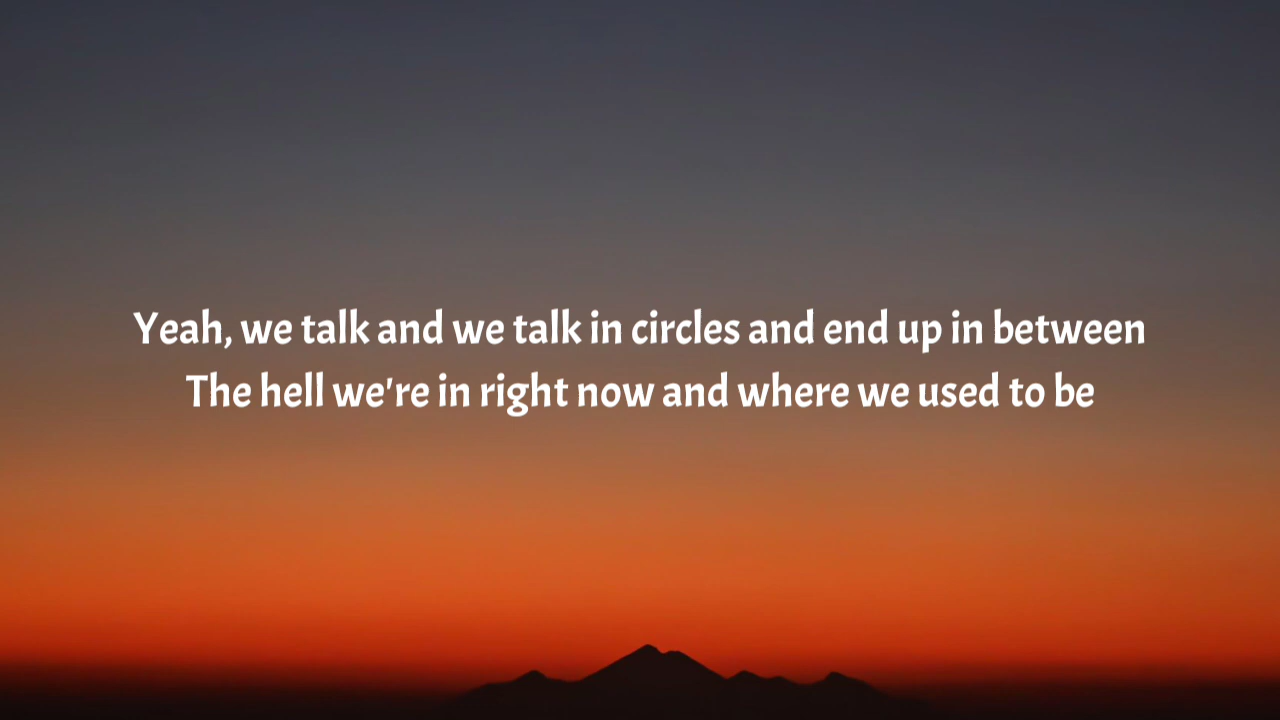 Yeah, we talk and we talk in circles and end up in between
The hell we're in right now and where we used to be